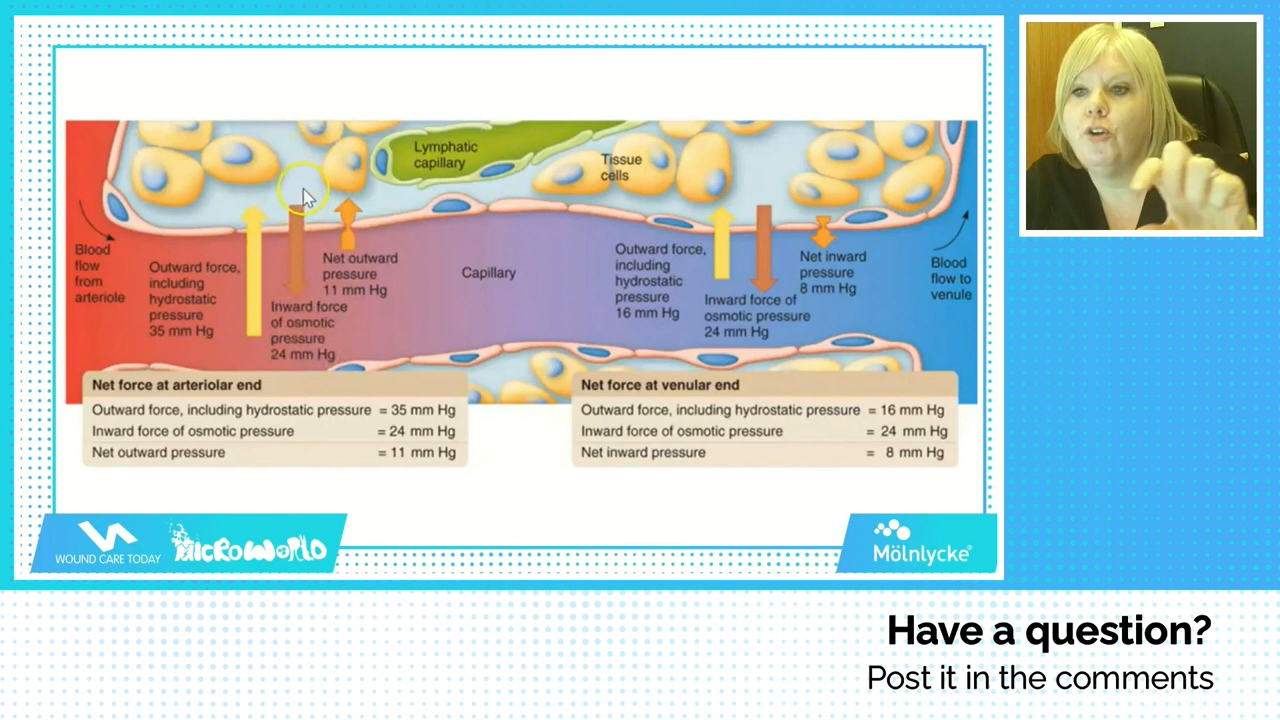 Lymphatic
capillary
Tissue
cells
Blood
flow
from
arteriole
Outward force,
including
hydrostatic
pressure
35 mm Hg
Inward force
of osmotic
pressure
24 mm Hg
Net outward
pressure
11 mm Hg
Capillary
Outward force,
including
hydrostatic
pressure
16 mm Hg
Inward force of
osmotic pressure
24 mm Hg
Net inward
pressure
8 mm Hg
Blood
flow to
venule
Net force at arteriolar end
Outward force, including hydrostatic pressure = 35 mm Hg
Inward force of osmotic pressure = 24 mm Hg
Net outward pressure = 11 mm Hg
Net force at venular end
Outward force, including hydrostatic pressure = 16 mm Hg
Inward force of osmotic pressure = 24 mm Hg
Net inward pressure = 8 mm Hg
WOUND CARE TODAY
MICROWORLD
Mölnlycke®
Have a question?
Post it in the comments